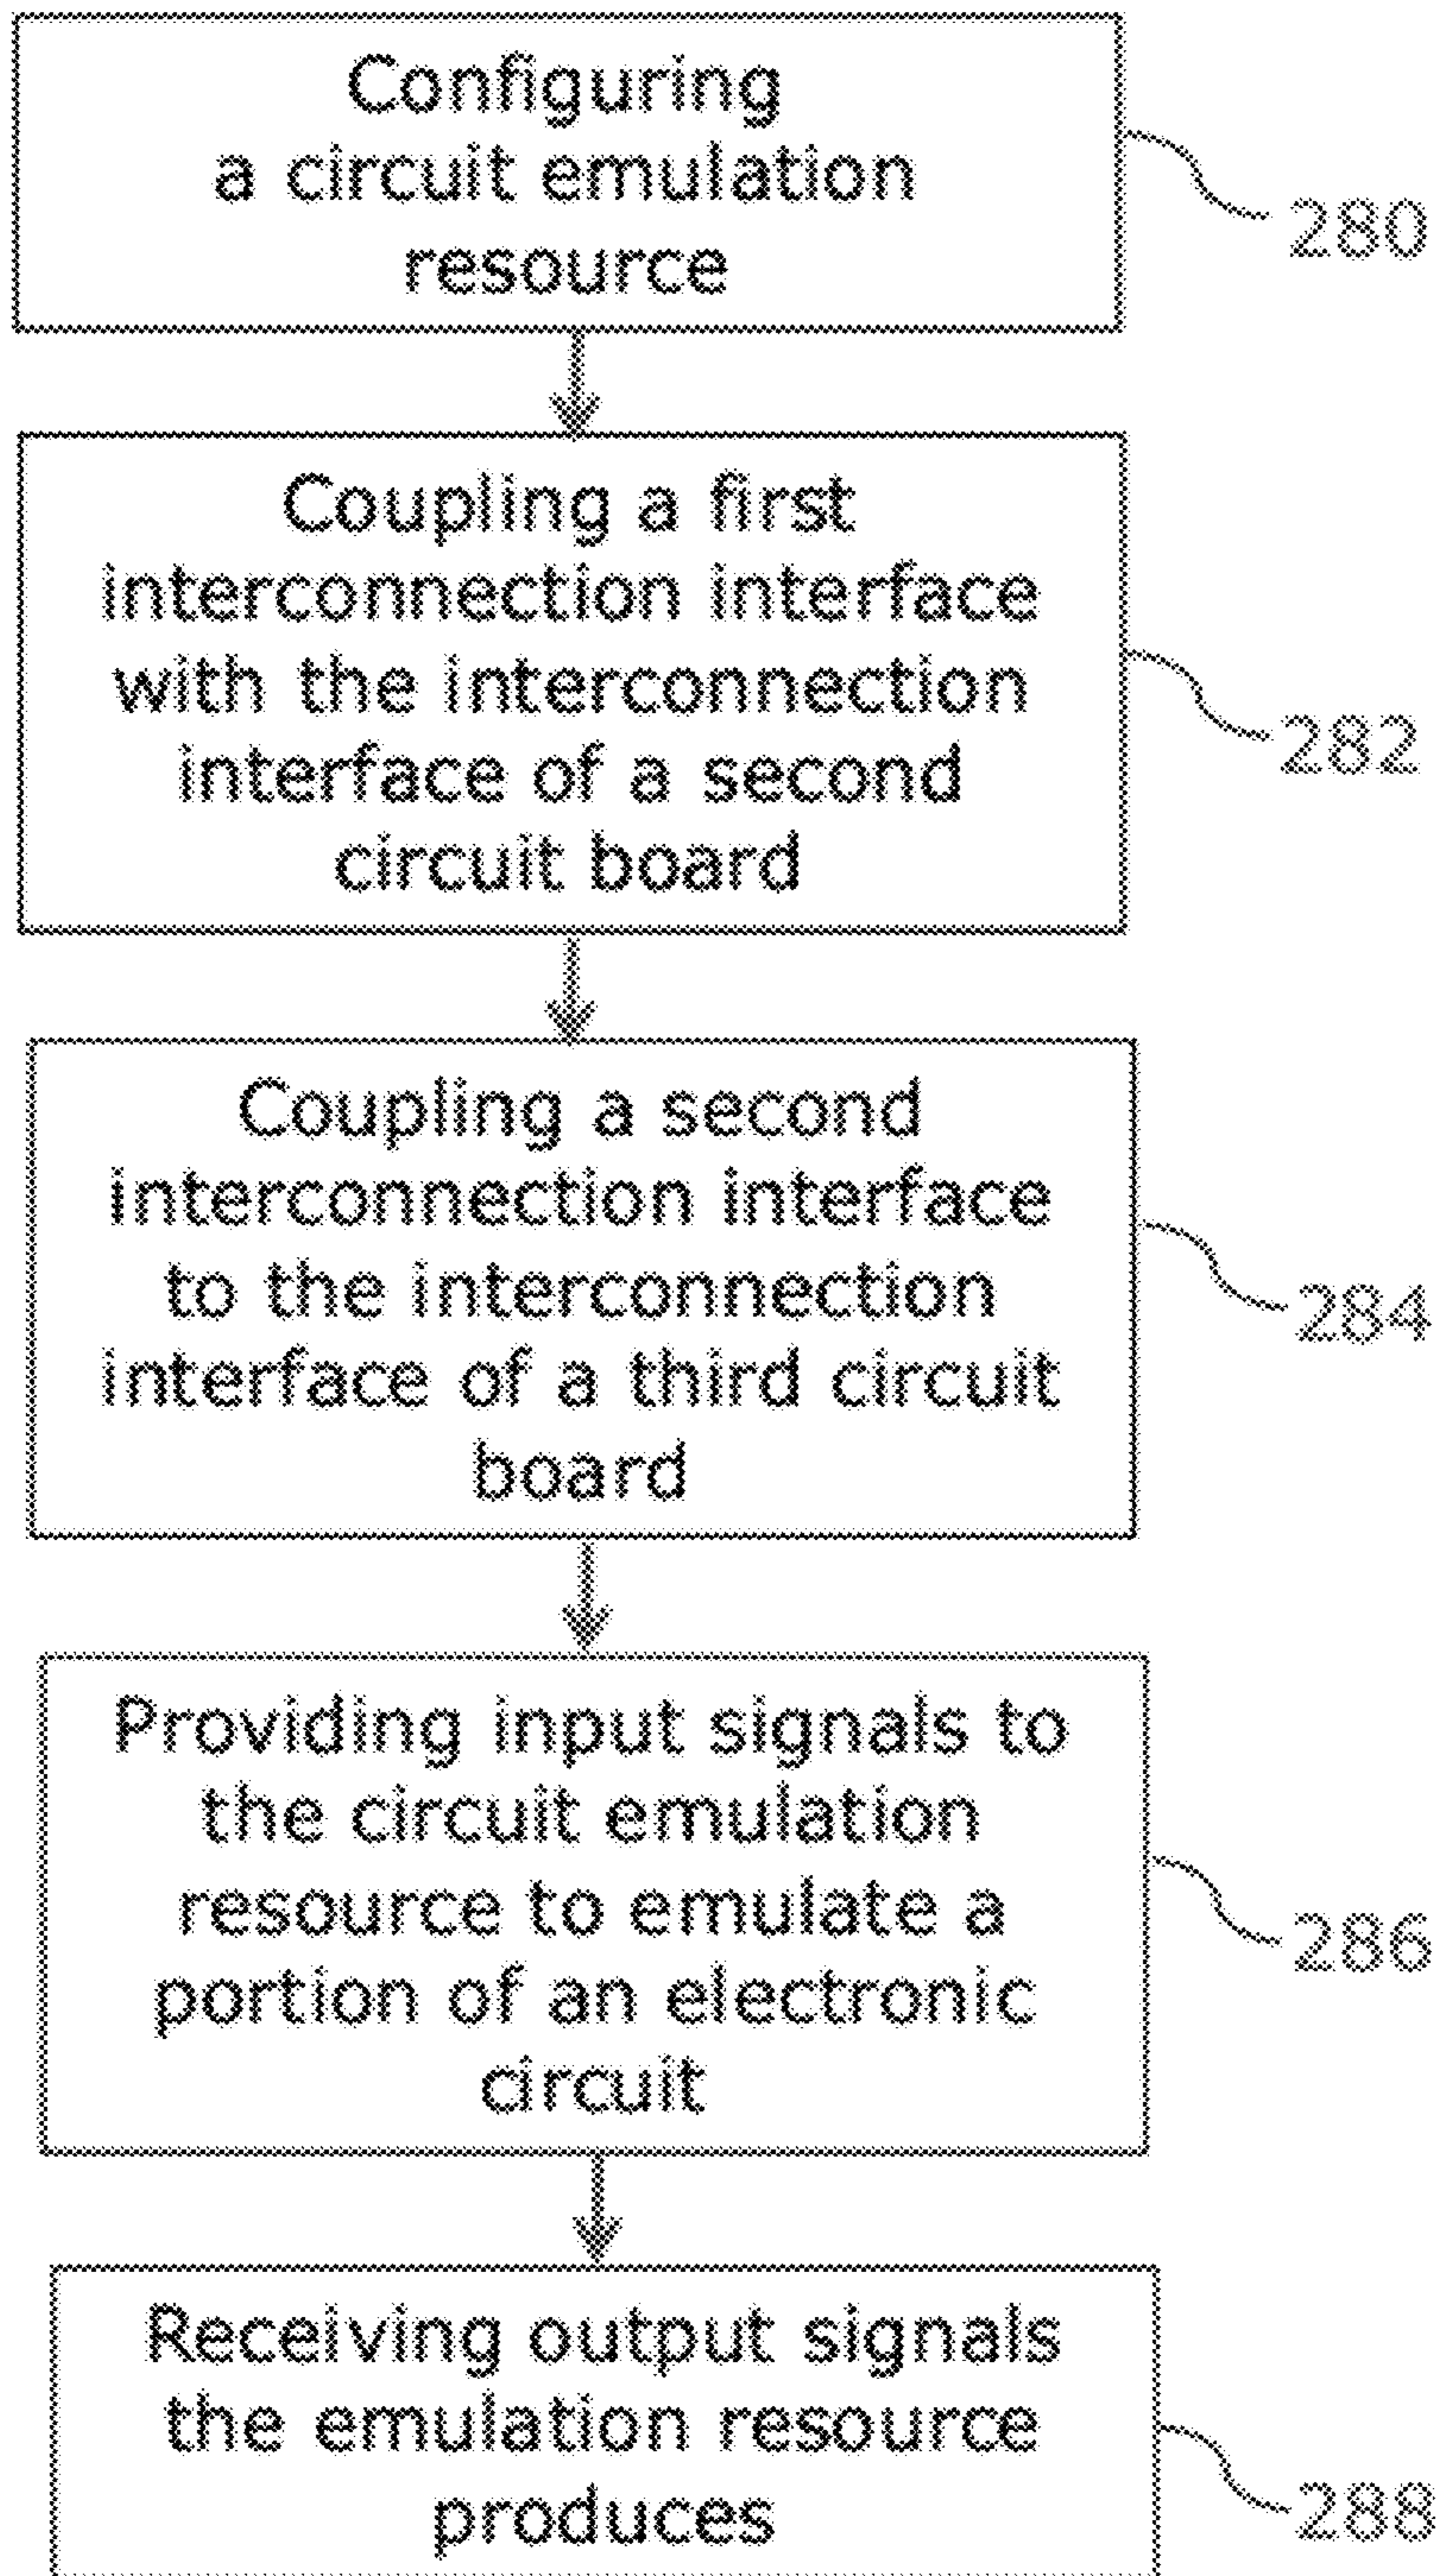 Configuring
a circuit emulation
resource
280
Coupling a first
interconnection interface
with the interconnection
interface of a second
circuit board
282
Coupling a second
interconnection interface
to the interconnection
interface of a third circuit
board
284
Providing input signals to
the circuit emulation
resource to emulate a
portion of an electronic
circuit
286
Receiving output signals
the emulation resource
produces
288